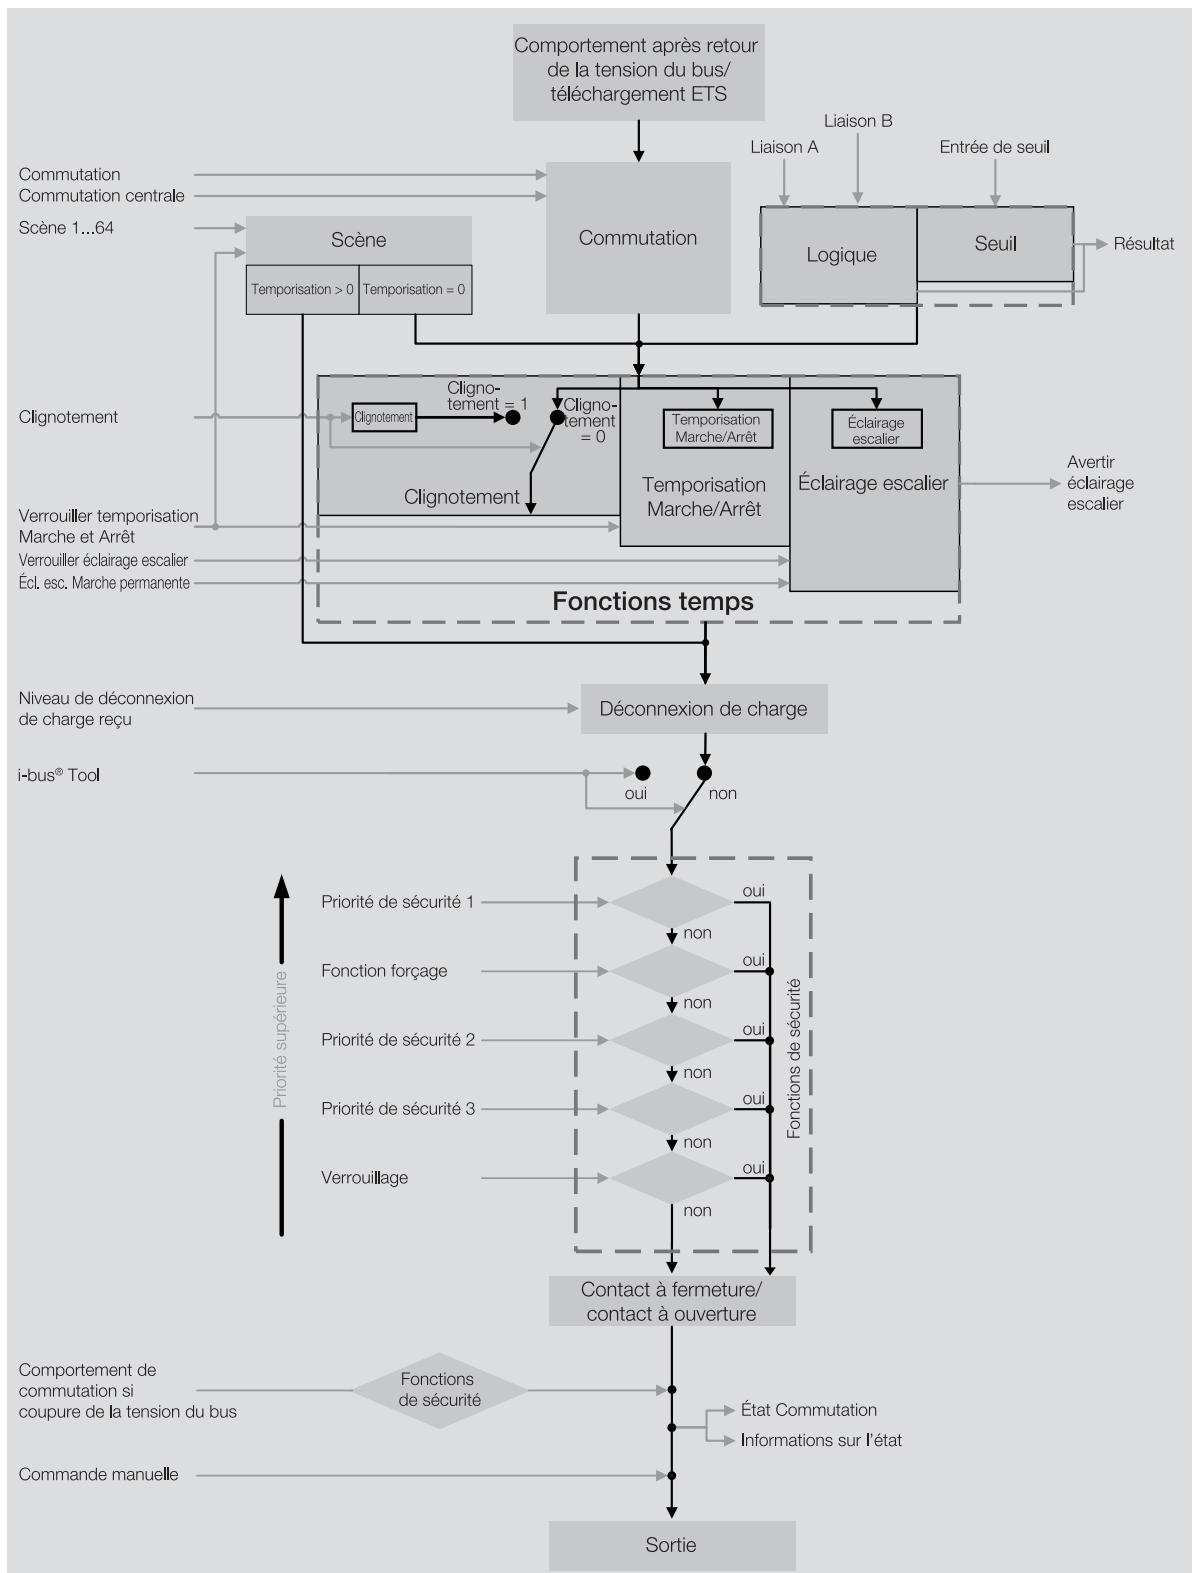 Comportement après retour
de la tension du bus/
téléchargement ETS
Liaison B
Liaison A
Entrée de seuil
Commutation
Commutation centrale
Scène 1...64
Scène
Commutation
Logique
Seuil
Résultat
Temporisation > 0
Temporisation = 0
Clignotement
Clignotement
Cligno-
tement = 1
Cligno-
tement
= 0
Clignotement
Temporisation
Marche/Arrêt
Temporisation
Marche/Arrêt
Éclairage
escalier
Éclairage escalier
Avertir
éclairage
escalier
Verrouiller temporisation
Marche et Arrêt
Verrouiller éclairage escalier
Écl. esc. Marche permanente
Fonctions temps
Niveau de déconnexion
de charge reçu
Déconnexion de charge
i-bus® Tool
oui
non
Priorité supérieure
Priorité de sécurité 1
oui
non
Fonction forçage
oui
non
Priorité de sécurité 2
oui
non
Priorité de sécurité 3
oui
non
Verrouillage
oui
non
Fonctions de sécurité
Contact à fermeture/
contact à ouverture
Comportement de
commutation si
coupure de la tension du bus
Fonctions
de sécurité
État Commutation
Informations sur l'état
Commande manuelle
Sortie